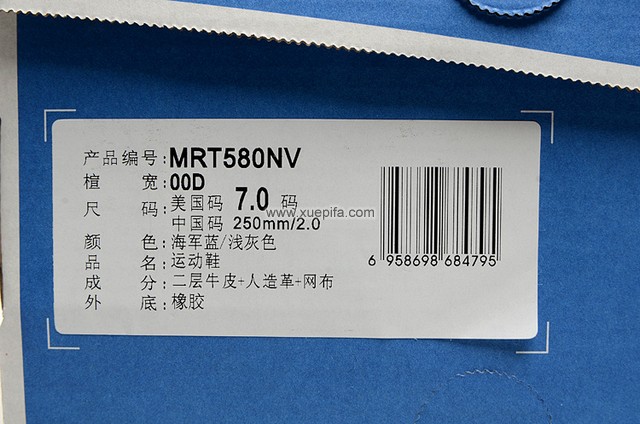 产品编号:MRT580NV
楦 宽:00D
尺 码:美国码 7.0 码
www.xuepifa.com
中国码 250mm/2.0
颜 色:海军蓝/浅灰色
品 名:运动鞋
成 分:二层牛皮+人造革+网布
外 底:橡胶
6 958698 684795